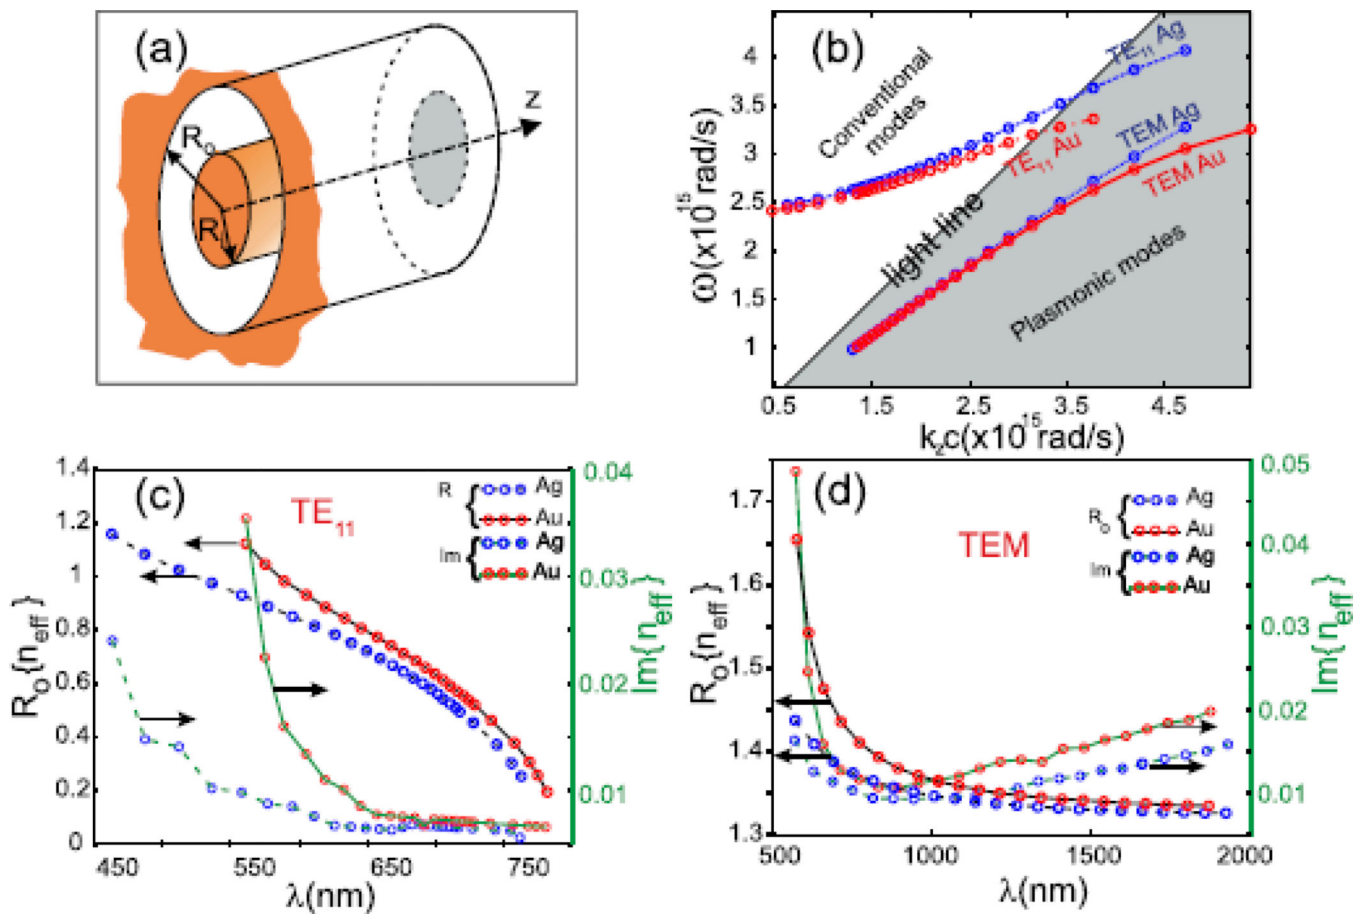 (a)
R_o
R_i
z
(b)
Conventional
modes
TE_11 Ag
TEM Ag
TE_11 Au
TEM Au
light line
Plasmonic modes
ω(x10^15 rad/s)
4
3.5
3
2.5
2
1.5
1
0.5 1.5 2.5 3.5 4.5
k_zc(x10^15 rad/s)
(c)
TE_11
R { Ag
Au
Im { Ag
Au
R_O{n_eff}
1.4
1.2
1
0.8
0.6
0.4
0.2
0
0.04
0.03
0.02
0.01
Im{n_eff}
450 550 650 750
λ(nm)
(d)
TEM
R_o { Ag
Au
Im { Ag
Au
R_O{n_eff}
1.7
1.6
1.5
1.4
1.3
0.05
0.04
0.03
0.02
0.01
Im{n_eff}
500 1000 1500 2000
λ(nm)